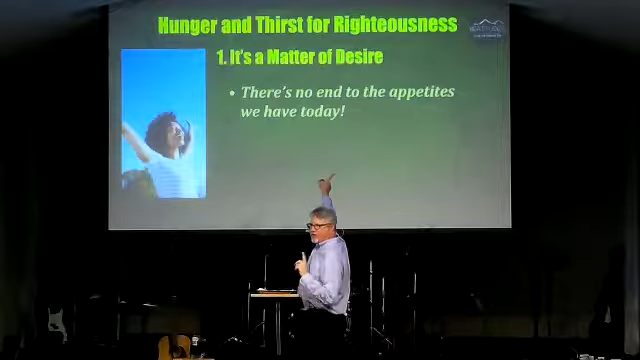 Hunger and Thirst for Righteousness
1. It's a Matter of Desire
• There's no end to the appetites
we have today!